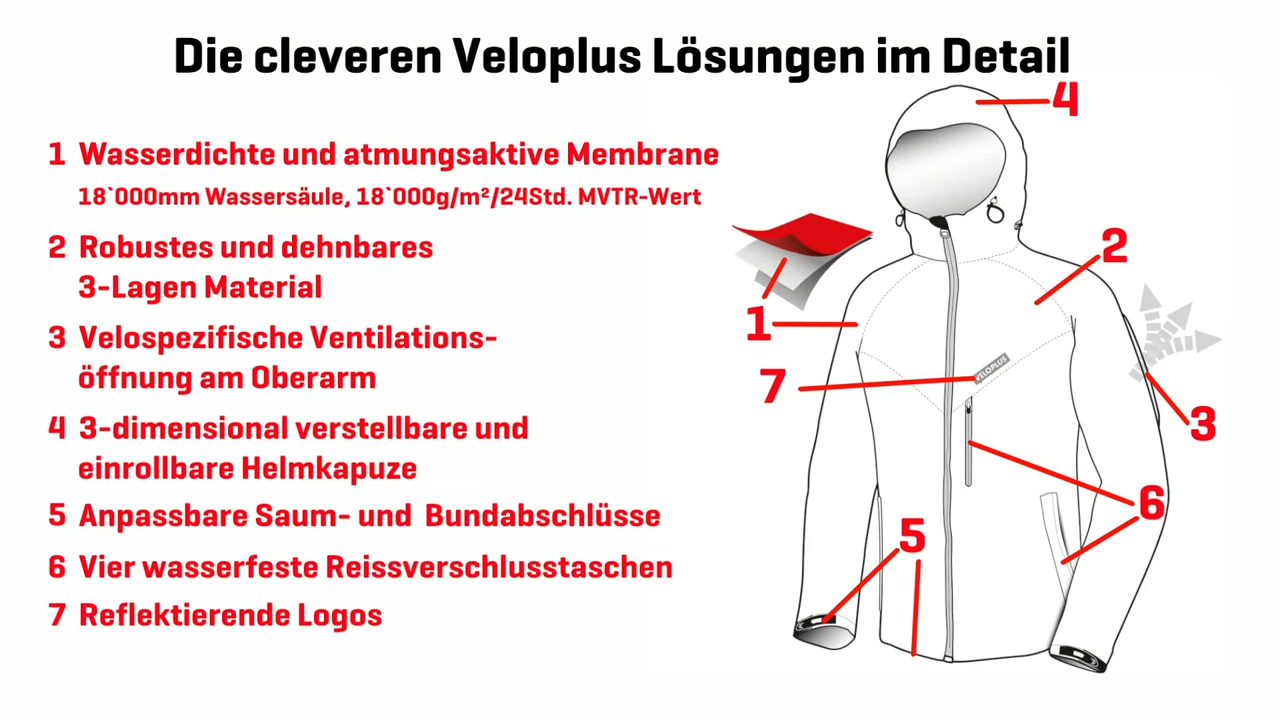 Die cleveren Veloplus Lösungen im Detail
1 Wasserdichte und atmungsaktive Membrane
18`000mm Wassersäule, 18`000g/m²/24Std. MVTR-Wert
2 Robustes und dehnbares
3-Lagen Material
3 Velospezifische Ventilations-
öffnung am Oberarm
4 3-dimensional verstellbare und
einrollbare Helmkapuze
5 Anpassbare Saum- und Bundabschlüsse
6 Vier wasserfeste Reissverschlusstaschen
7 Reflektierende Logos
4
2
1
7
VELOPLUS
3
6
5